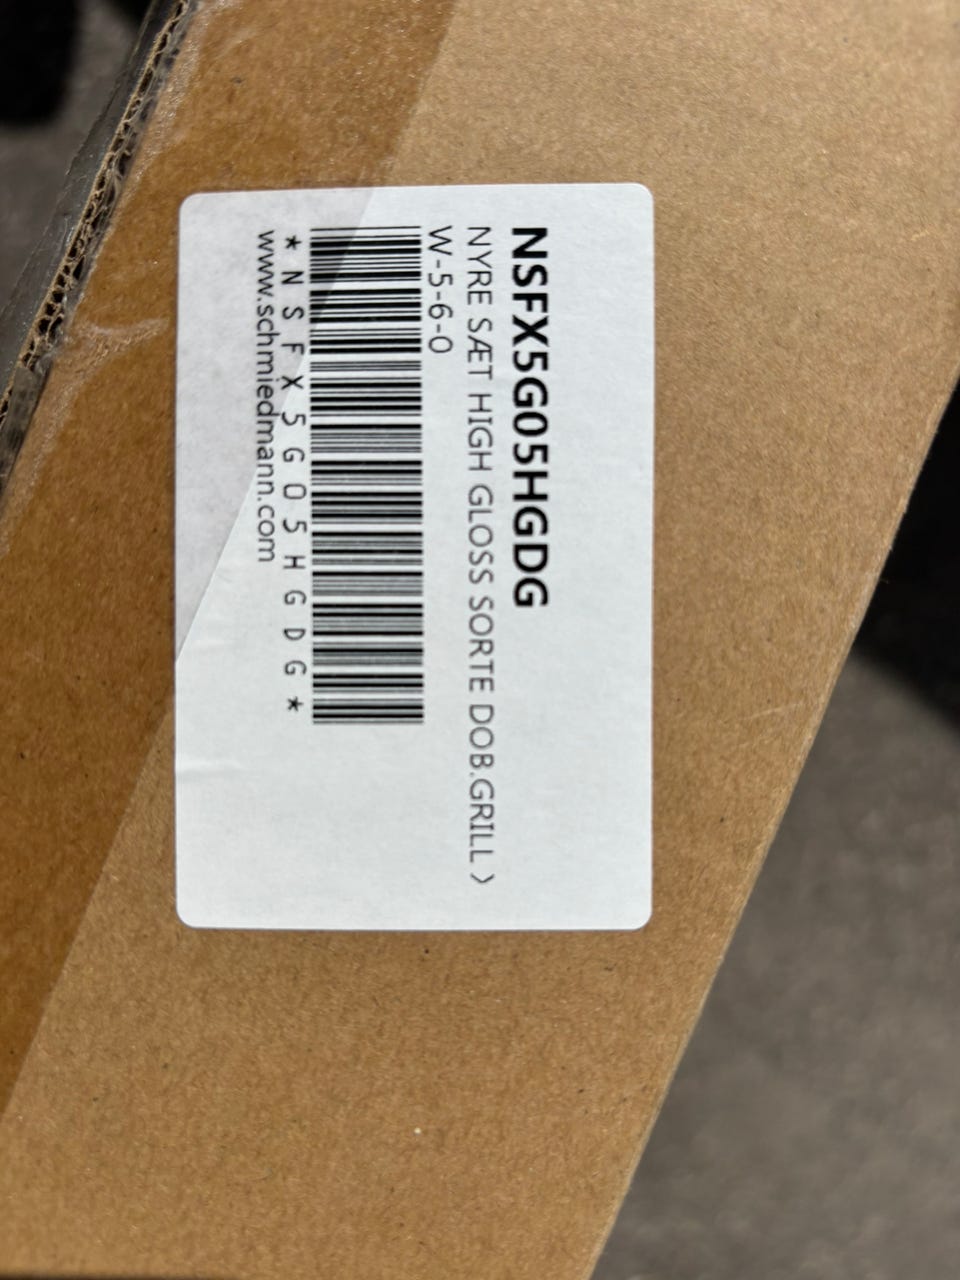 NSFX5G05HGDG
NYRE SÆT HIGH GLOSS SORTE DOB.GRILL >
W-5-6-0
*NSFX5G05HGDG*
www.schmiedmann.com